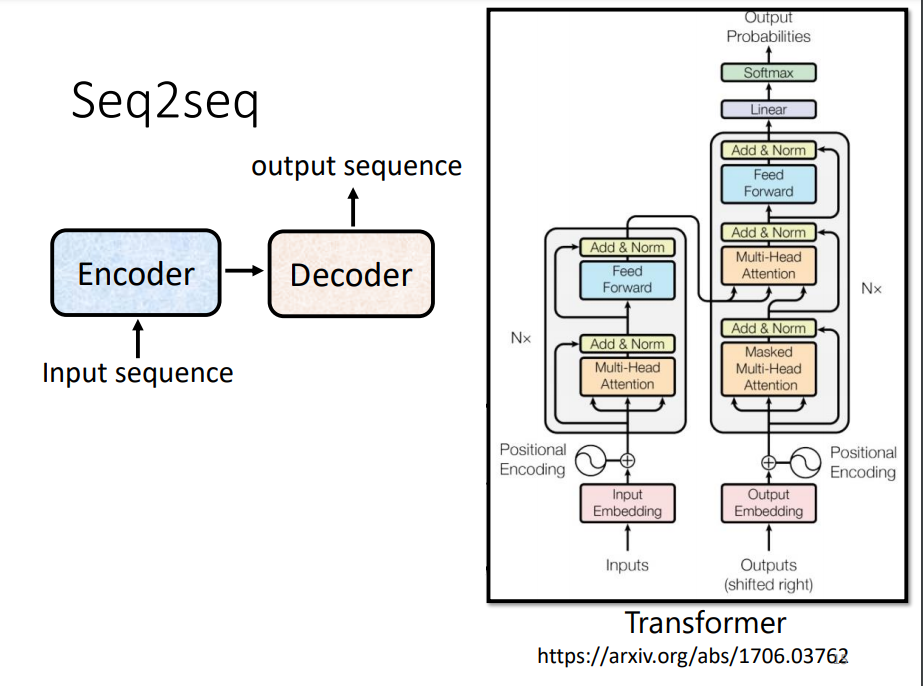 Seq2seq
output sequence
Encoder
Decoder
Input sequence
Output
Probabilities
Softmax
Linear
Add & Norm
Feed
Forward
Add & Norm
Multi-Head
Attention
Add & Norm
Masked
Multi-Head
Attention
Nx
Add & Norm
Feed
Forward
Add & Norm
Multi-Head
Attention
Nx
Positional
Encoding
Positional
Encoding
Input
Embedding
Output
Embedding
Inputs
Outputs
(shifted right)
Transformer
https://arxiv.org/abs/1706.03762